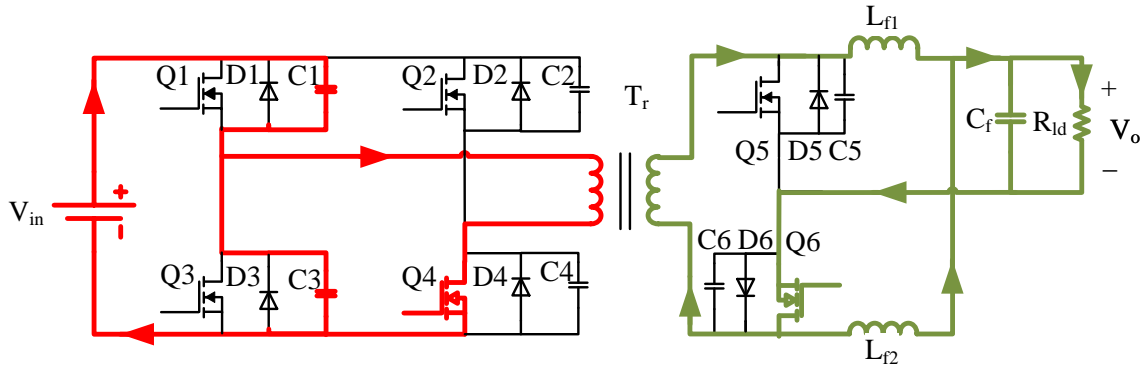 L_f1
Q1 D1 C1 Q2 D2 C2
T_r
C_f R_ld + V_o −
Q5 D5 C5
V_in + −
C6 D6 Q6
Q3 D3 C3 Q4 D4 C4
L_f2